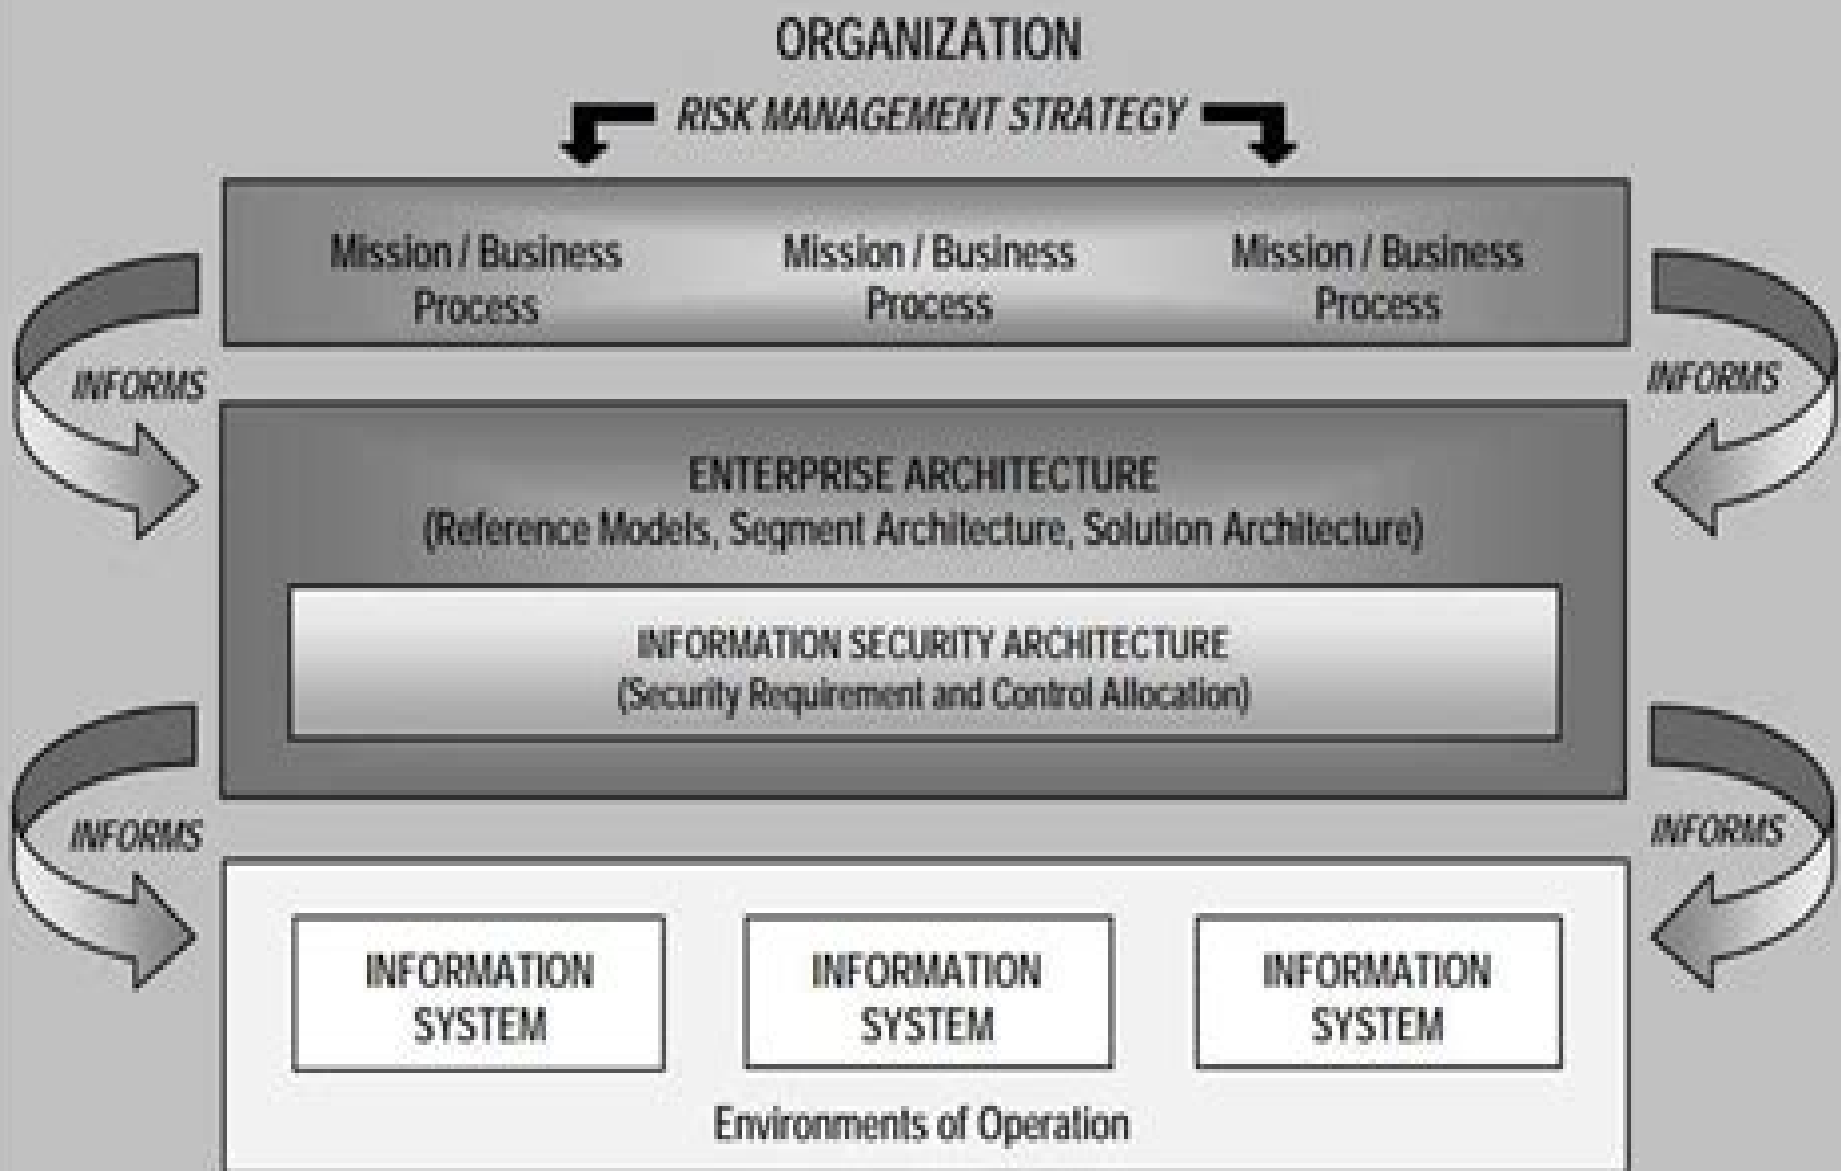 ORGANIZATION
RISK MANAGEMENT STRATEGY
Mission / Business
Process
Mission / Business
Process
Mission / Business
Process
INFORMS
INFORMS
ENTERPRISE ARCHITECTURE
(Reference Models, Segment Architecture, Solution Architecture)
INFORMATION SECURITY ARCHITECTURE
(Security Requirement and Control Allocation)
INFORMS
INFORMS
INFORMATION
SYSTEM
INFORMATION
SYSTEM
INFORMATION
SYSTEM
Environments of Operation